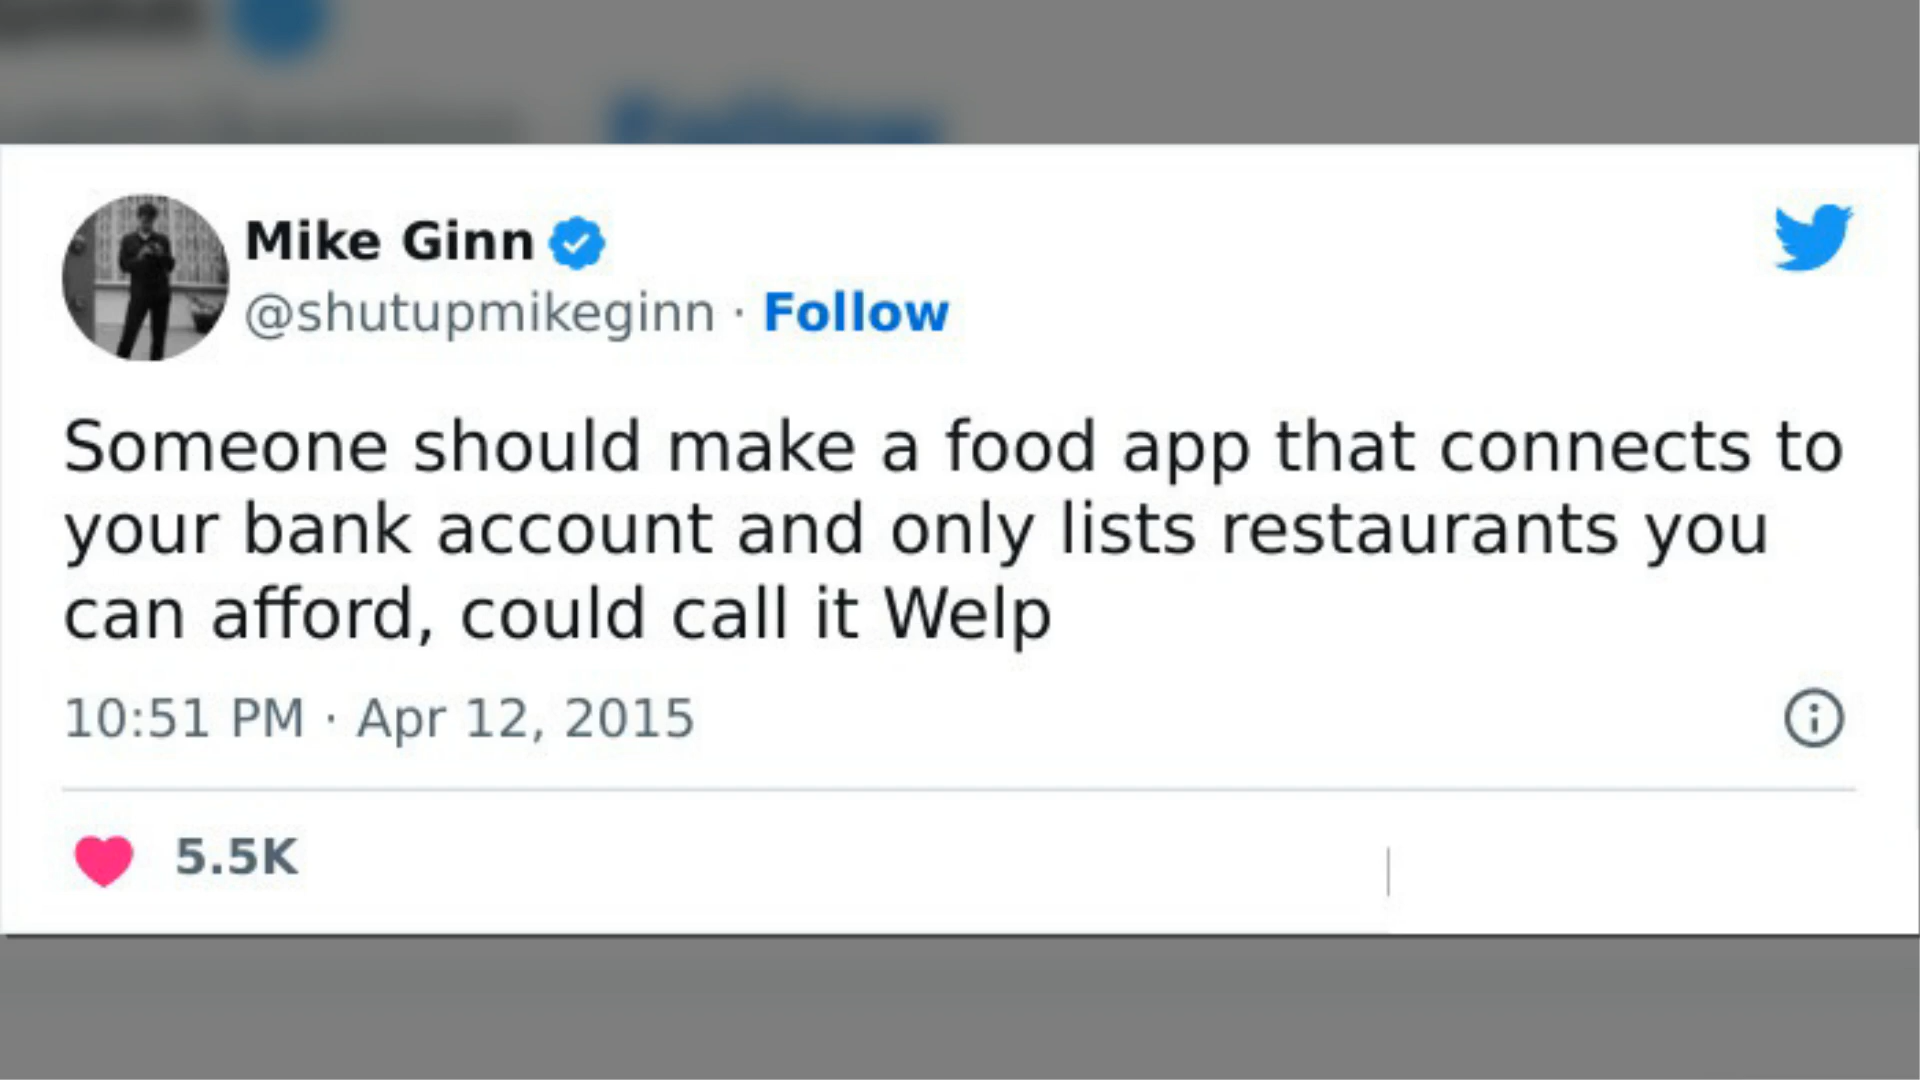 Mike Ginn
@shutupmikeginn · Follow
Someone should make a food app that connects to
your bank account and only lists restaurants you
can afford, could call it Welp
10:51 PM · Apr 12, 2015
5.5K